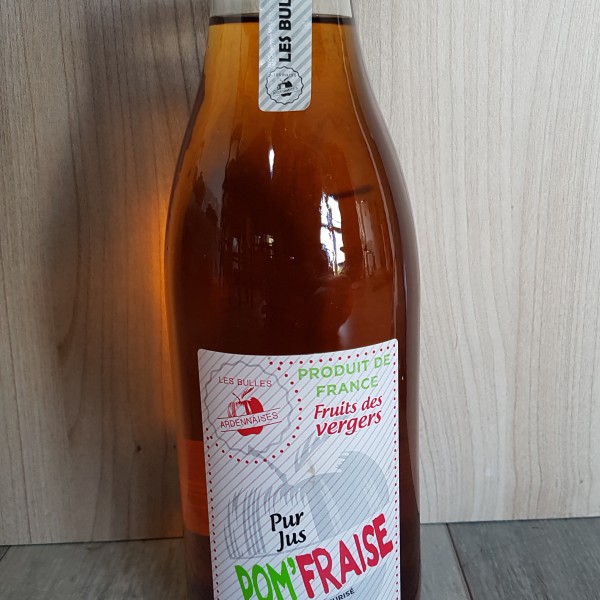 LES BULLES
LES BULLES
ARDENNAISES
PRODUIT DE
FRANCE
Fruits des
vergers
Pur
Jus
POM'FRAISE